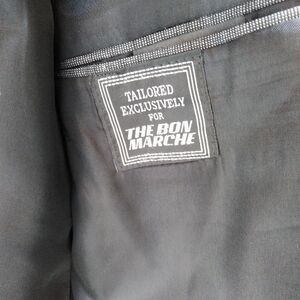 TAILORED
EXCLUSIVELY
FOR
THE BON
MARCHE